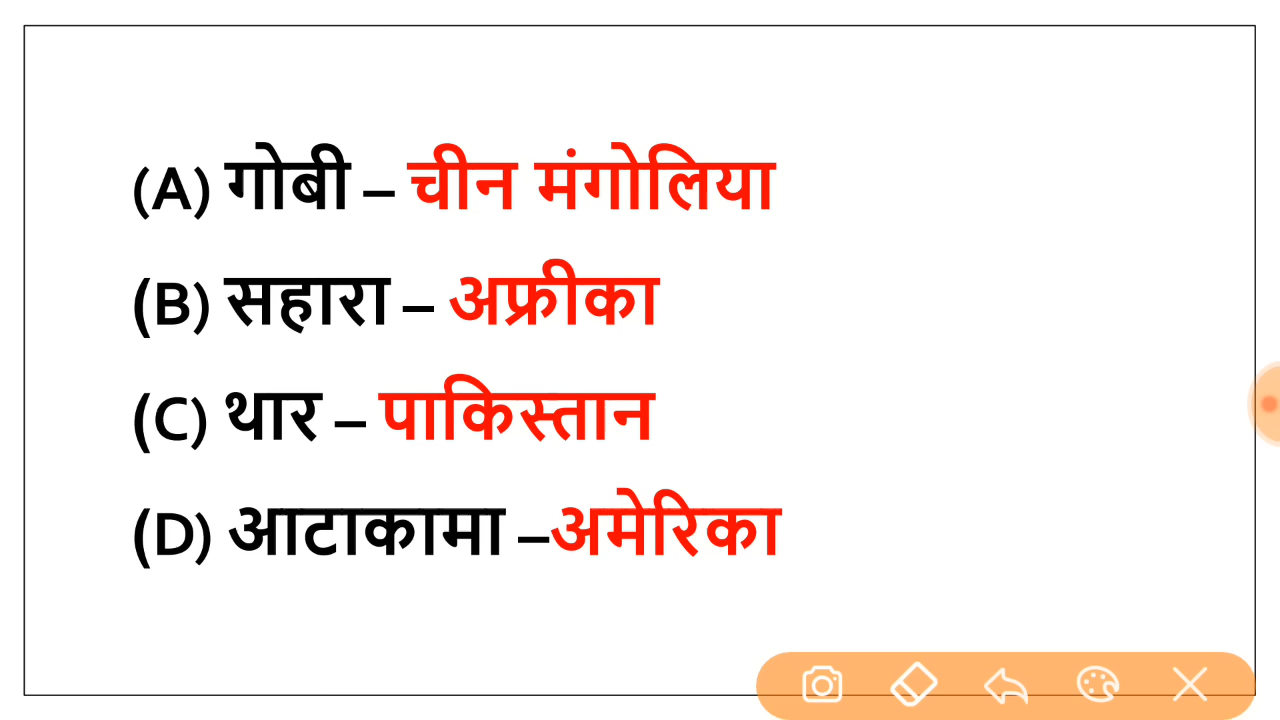 (A) गोबी – चीन मंगोलिया
(B) सहारा – अफ्रीका
(C) थार – पाकिस्तान
(D) आटाकामा –अमेरिका